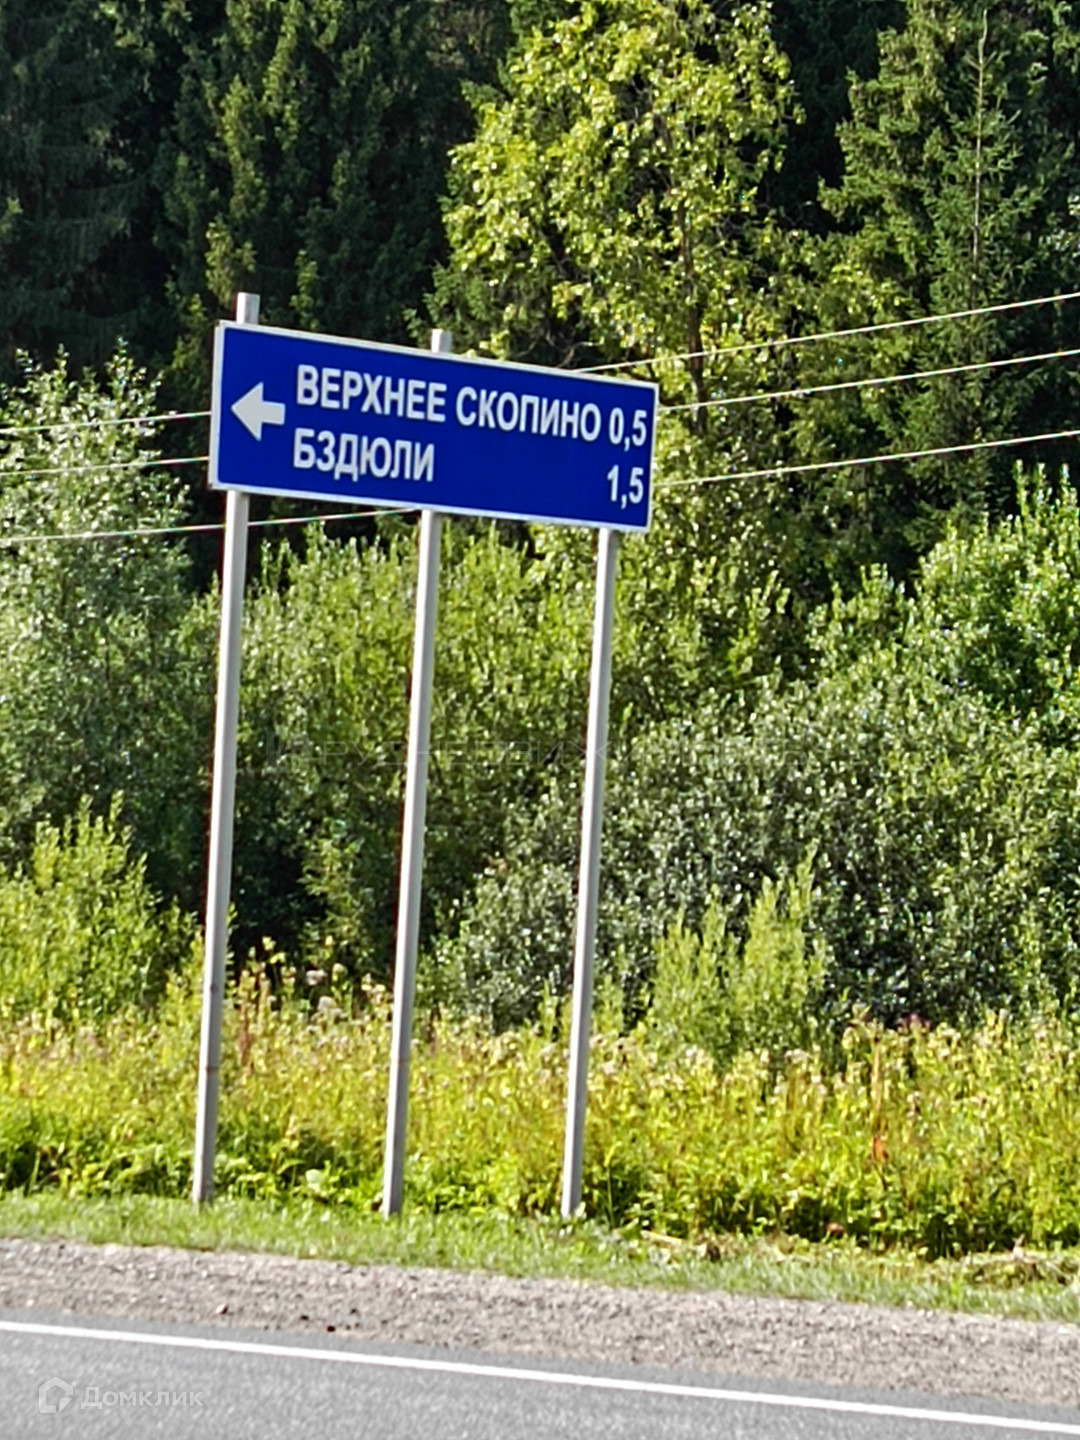 ВЕРХНЕЕ СКОПИНО 0,5
БЗДЮЛИ 1,5
Домклик